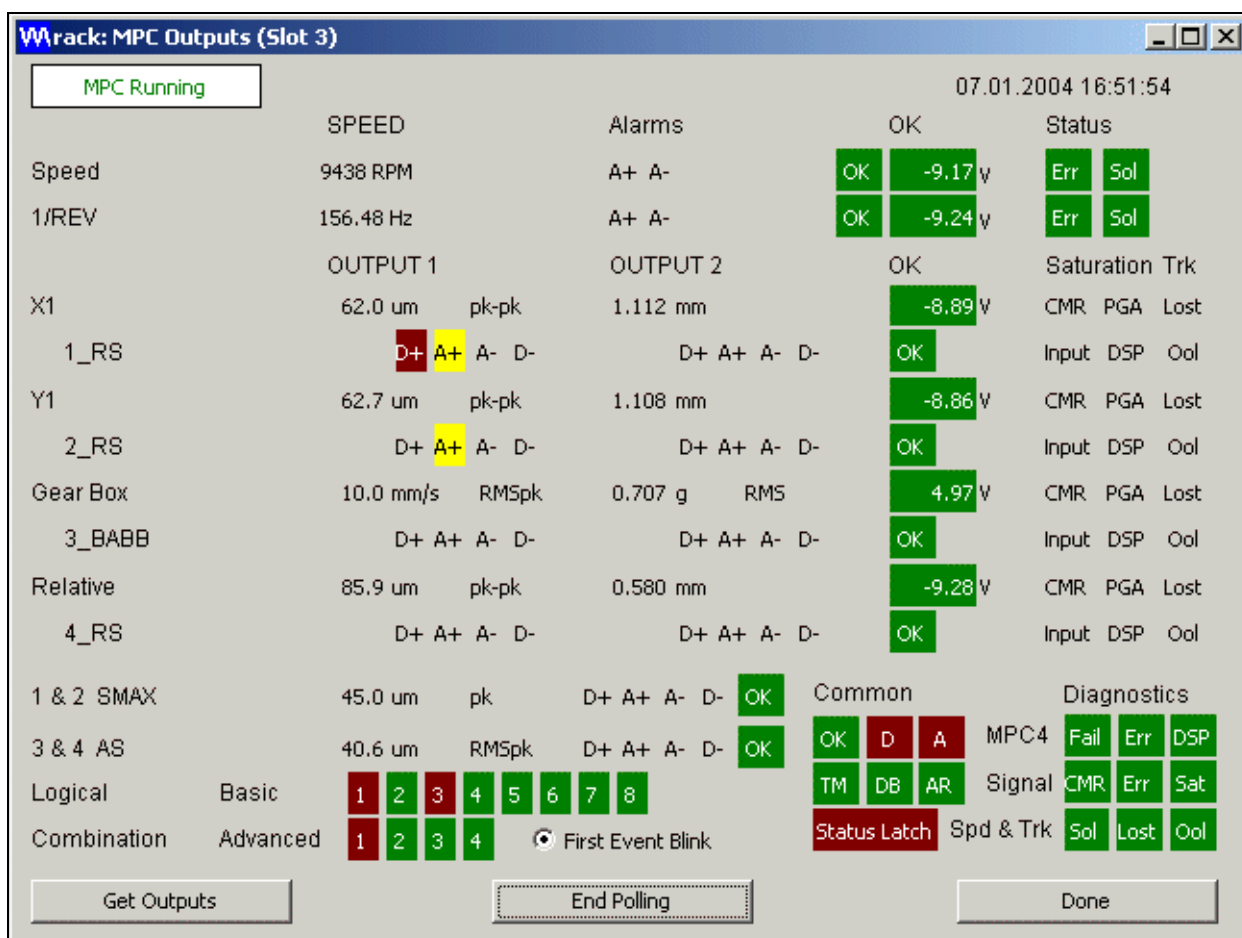 VM rack: MPC Outputs (Slot 3)
MPC Running 07.01.2004 16:51:54
SPEED Alarms OK Status
Speed 9438 RPM A+ A- OK -9.17 V Err Sol
1/REV 156.48 Hz A+ A- OK -9.24 V Err Sol
OUTPUT 1 OUTPUT 2 OK Saturation Trk
X1 62.0 um pk-pk 1.112 mm -8.89 V CMR PGA Lost
1_RS D+ A+ A- D- D+ A+ A- D- OK Input DSP Ool
Y1 62.7 um pk-pk 1.108 mm -8.86 V CMR PGA Lost
2_RS D+ A+ A- D- D+ A+ A- D- OK Input DSP Ool
Gear Box 10.0 mm/s RMSpk 0.707 g RMS 4.97 V CMR PGA Lost
3_BABB D+ A+ A- D- D+ A+ A- D- OK Input DSP Ool
Relative 85.9 um pk-pk 0.580 mm -9.28 V CMR PGA Lost
4_RS D+ A+ A- D- D+ A+ A- D- OK Input DSP Ool
1 & 2 SMAX 45.0 um pk D+ A+ A- D- OK Common Diagnostics
3 & 4 AS 40.6 um RMSpk D+ A+ A- D- OK OK D A MPC4 Fail Err DSP
Logical Basic 1 2 3 4 5 6 7 8 TM DB AR Signal CMR Err Sat
Combination Advanced 1 2 3 4 First Event Blink Status Latch Spd & Trk Sol Lost Ool
Get Outputs End Polling Done